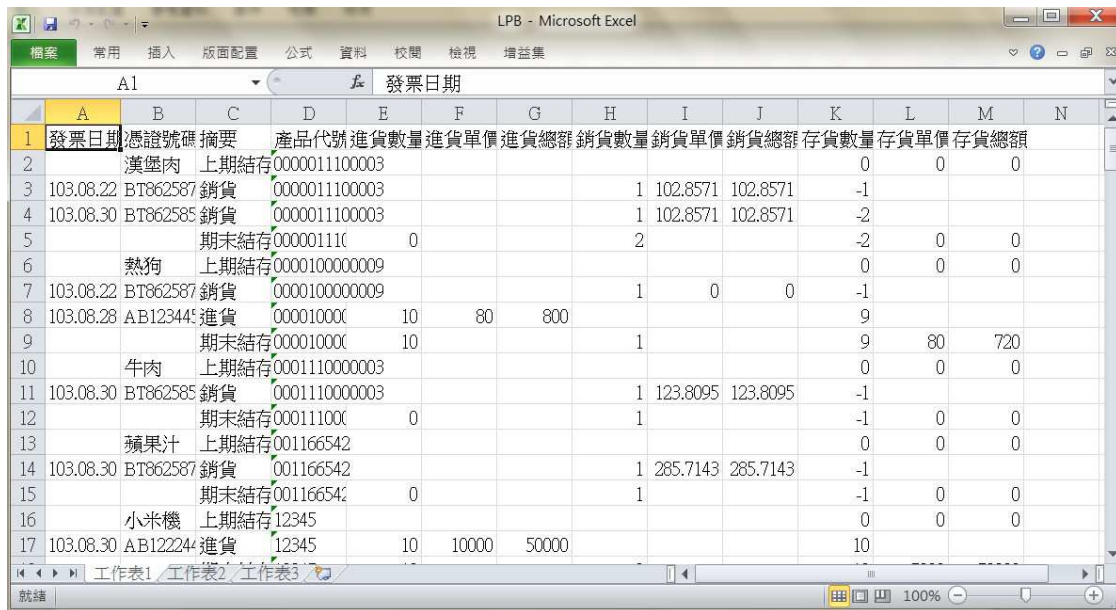 LPB - Microsoft Excel
檔案 常用 插入 版面配置 公式 資料 校閱 檢視 增益集
A1 fx 發票日期
A B C D E F G H I J K L M N
1 發票日期 憑證號碼 摘要 產品代號 進貨數量 進貨單價 進貨總額 銷貨數量 銷貨單價 銷貨總額 存貨數量 存貨單價 存貨總額
2 漢堡肉 上期結存 0000011100003 0 0 0
3 103.08.22 BT862587 銷貨 0000011100003 1 102.8571 102.8571 -1
4 103.08.30 BT862585 銷貨 0000011100003 1 102.8571 102.8571 -2
5 期末結存 000001110 0 2 -2 0 0
6 熱狗 上期結存 0000100000009 0 0 0
7 103.08.22 BT862587 銷貨 0000100000009 1 0 0 -1
8 103.08.28 AB123445 進貨 000010000 10 80 800 9
9 期末結存 000010000 10 1 9 80 720
10 牛肉 上期結存 0001110000003 0 0 0
11 103.08.30 BT862585 銷貨 0001110000003 1 123.8095 123.8095 -1
12 期末結存 000111000 0 1 -1 0 0
13 蘋果汁 上期結存 001166542 0 0 0
14 103.08.30 BT862587 銷貨 001166542 1 285.7143 285.7143 -1
15 期末結存 001166542 0 1 -1 0 0
16 小米機 上期結存 12345 0 0 0
17 103.08.30 AB122244 進貨 12345 10 10000 50000 10
工作表1 工作表2 工作表3
就緒 100%